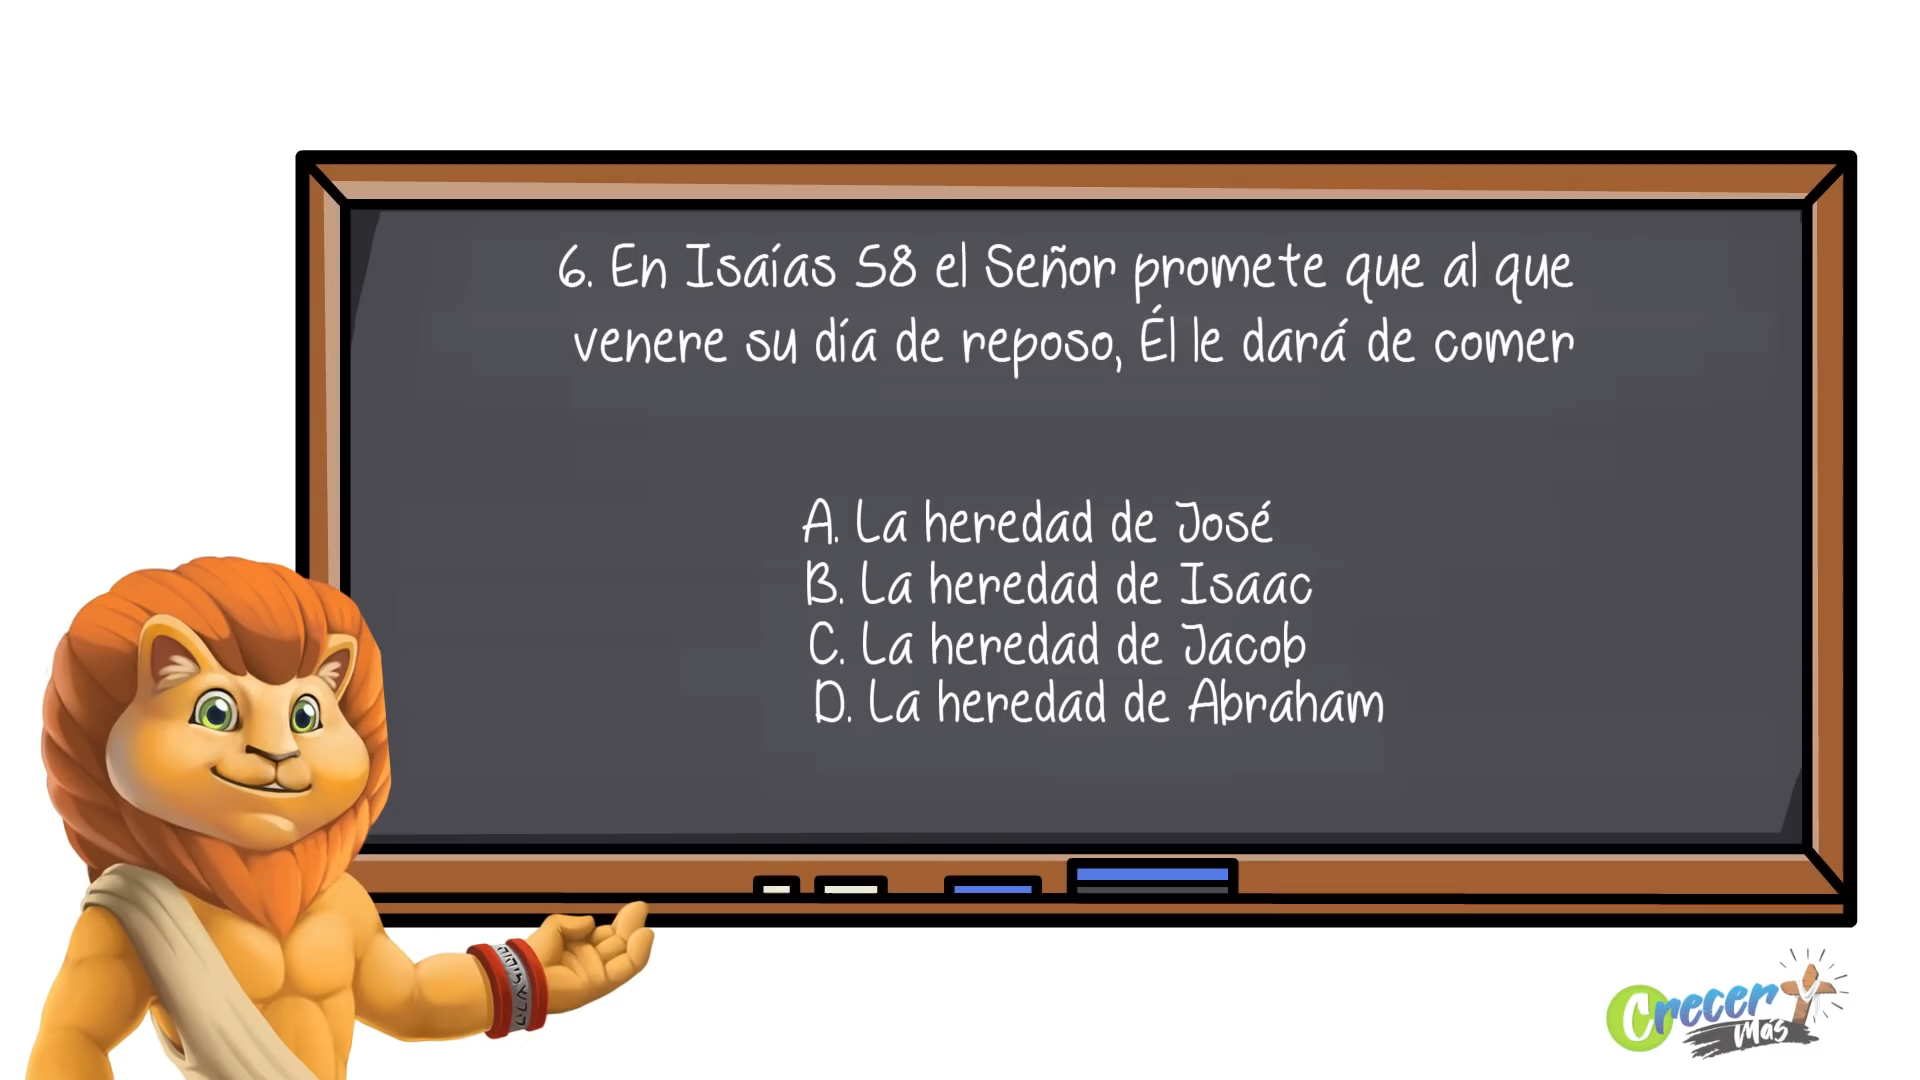 6. En Isaías 58 el Señor promete que al que
venere su día de reposo, Él le dará de comer
A. La heredad de José
B. La heredad de Isaac
C. La heredad de Jacob
D. La heredad de Abraham
Crecer
Más